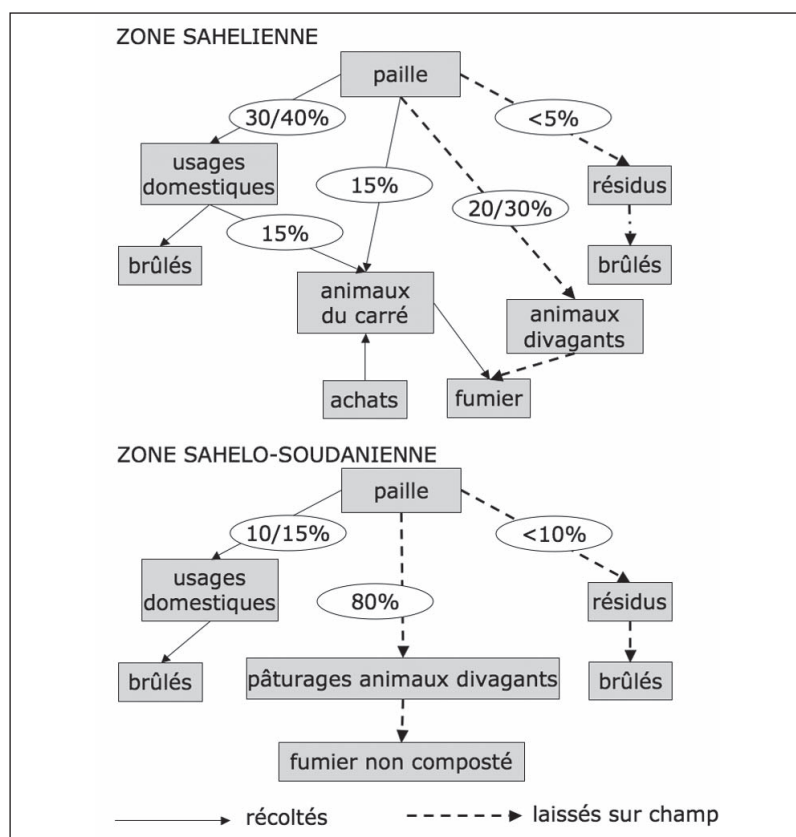 ZONE SAHELIENNE
paille
30/40%
<5%
usages
domestiques
15%
résidus
20/30%
15%
brûlés
brûlés
animaux
du carré
animaux
divagants
achats
fumier
ZONE SAHELO-SOUDANIENNE
paille
10/15%
<10%
usages
domestiques
80%
résidus
brûlés
pâturages animaux divagants
brûlés
fumier non composté
récoltés
laissés sur champ